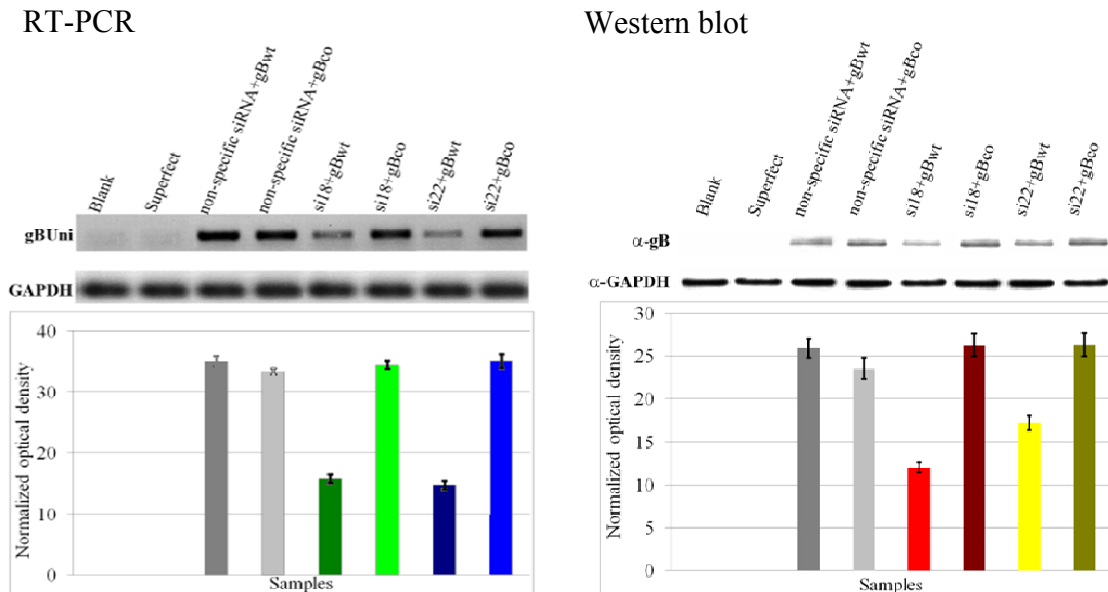 RT-PCR
Blank
Superfect
non-specific siRNA+gBwt
non-specific siRNA+gBco
si18+gBwt
si18+gBco
si22+gBwt
si22+gBco
gBUni
GAPDH
40
30
20
10
0
Normalized optical density
Samples
Western blot
Blank
Superfect
non-specific siRNA+gBwt
non-specific siRNA+gBco
si18+gBwt
si18+gBco
si22+gBwt
si22+gBco
α-gB
α-GAPDH
30
25
20
15
10
5
0
Normalized optical density
Samples